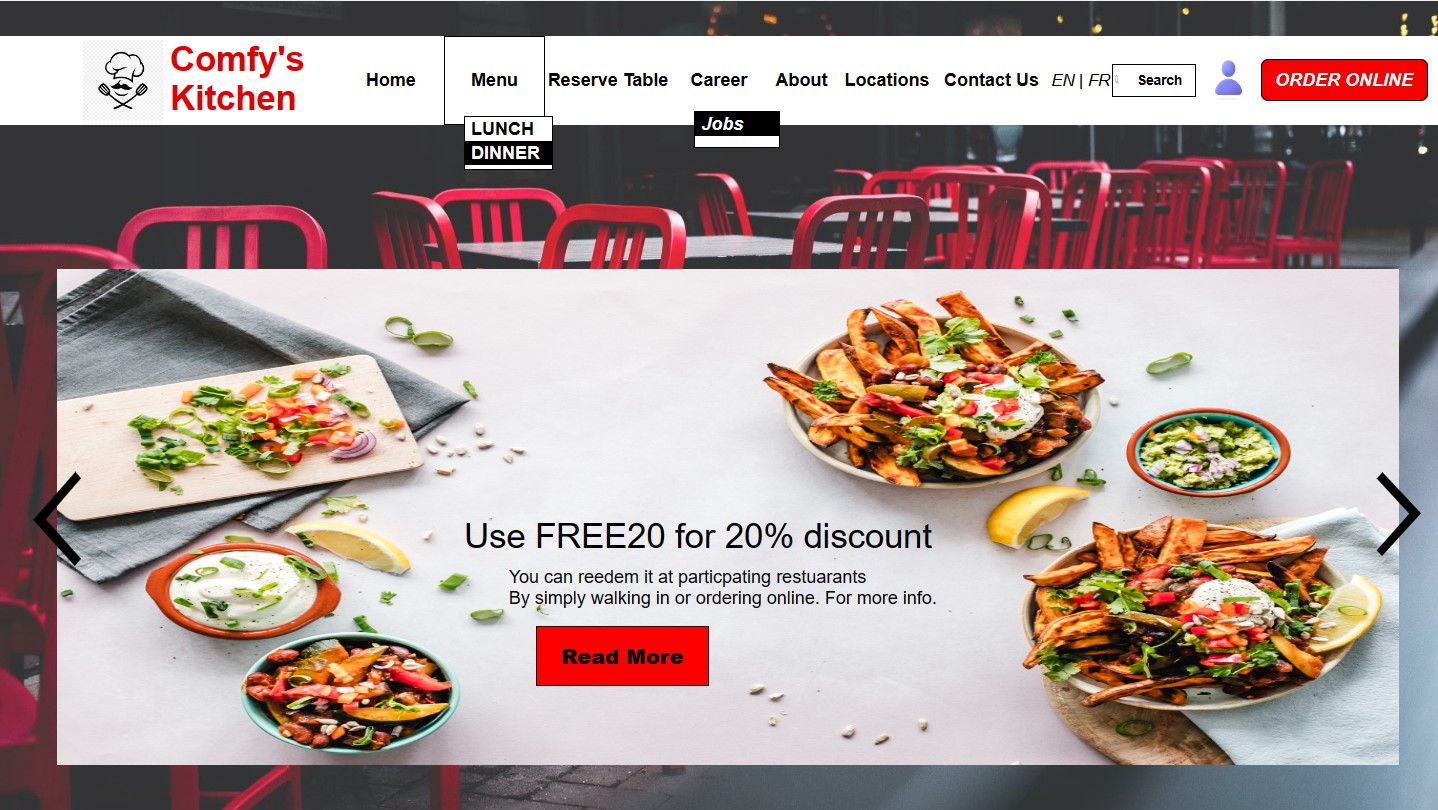 Comfy's
Kitchen
Home
Menu
Reserve Table
Career
About
Locations
Contact Us
EN | FR
Search
ORDER ONLINE
LUNCH
DINNER
Jobs
Use FREE20 for 20% discount
You can reedem it at particpating restuarants
By simply walking in or ordering online. For more info.
Read More